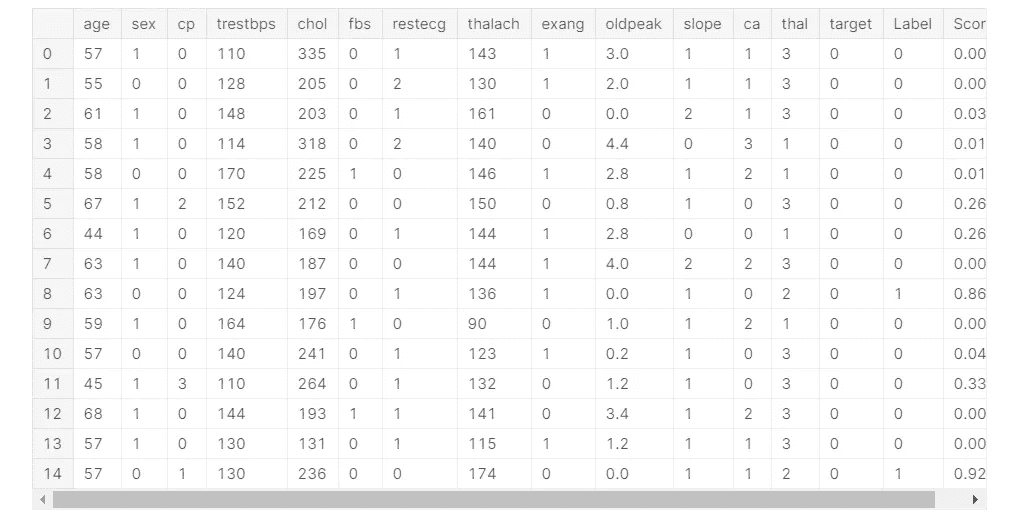 age sex cp trestbps chol fbs restecg thalach exang oldpeak slope ca thal target Label Scor
0 57 1 0 110 335 0 1 143 1 3.0 1 1 3 0 0 0.00
1 55 0 0 128 205 0 2 130 1 2.0 1 1 3 0 0 0.00
2 61 1 0 148 203 0 1 161 0 0.0 2 1 3 0 0 0.03
3 58 1 0 114 318 0 2 140 0 4.4 0 3 1 0 0 0.01
4 58 0 0 170 225 1 0 146 1 2.8 1 2 1 0 0 0.01
5 67 1 2 152 212 0 0 150 0 0.8 1 0 3 0 0 0.26
6 44 1 0 120 169 0 1 144 1 2.8 0 0 1 0 0 0.26
7 63 1 0 140 187 0 0 144 1 4.0 2 2 3 0 0 0.00
8 63 0 0 124 197 0 1 136 1 0.0 1 0 2 0 1 0.86
9 59 1 0 164 176 1 0 90 0 1.0 1 2 1 0 0 0.00
10 57 0 0 140 241 0 1 123 1 0.2 1 0 3 0 0 0.04
11 45 1 3 110 264 0 1 132 0 1.2 1 0 3 0 0 0.33
12 68 1 0 144 193 1 1 141 0 3.4 1 2 3 0 0 0.00
13 57 1 0 130 131 0 1 115 1 1.2 1 1 3 0 0 0.00
14 57 0 1 130 236 0 0 174 0 0.0 1 1 2 0 1 0.92